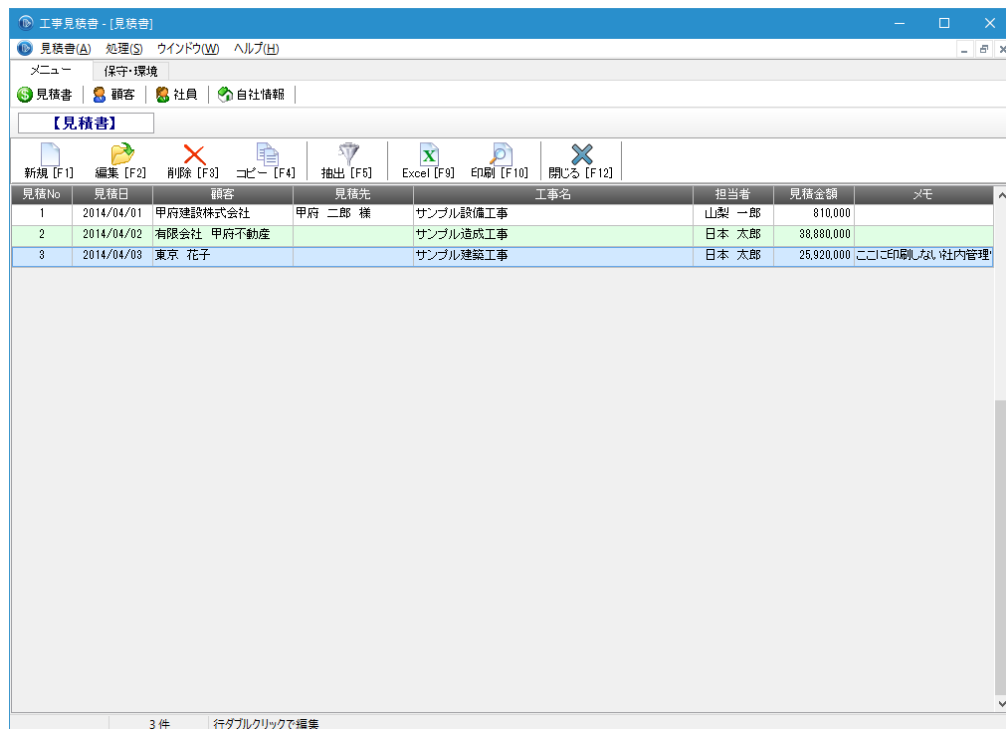 工事見積書 - [見積書]
見積書(A) 処理(S) ウインドウ(W) ヘルプ(H)
メニュー 保守・環境
見積書 顧客 社員 自社情報
【見積書】
新規 [F1] 編集 [F2] 削除 [F3] コピー [F4] 抽出 [F5] Excel [F9] 印刷 [F10] 閉じる [F12]
見積No 見積日 顧客 見積先 工事名 担当者 見積金額 メモ
1 2014/04/01 甲府建設株式会社 甲府 二郎 様 サンプル設備工事 山梨 一郎 810,000
2 2014/04/02 有限会社 甲府不動産 サンプル造成工事 日本 太郎 38,880,000
3 2014/04/03 東京 花子 サンプル建築工事 日本 太郎 25,920,000 ここに印刷しない社内管理
3 件 行ダブルクリックで編集